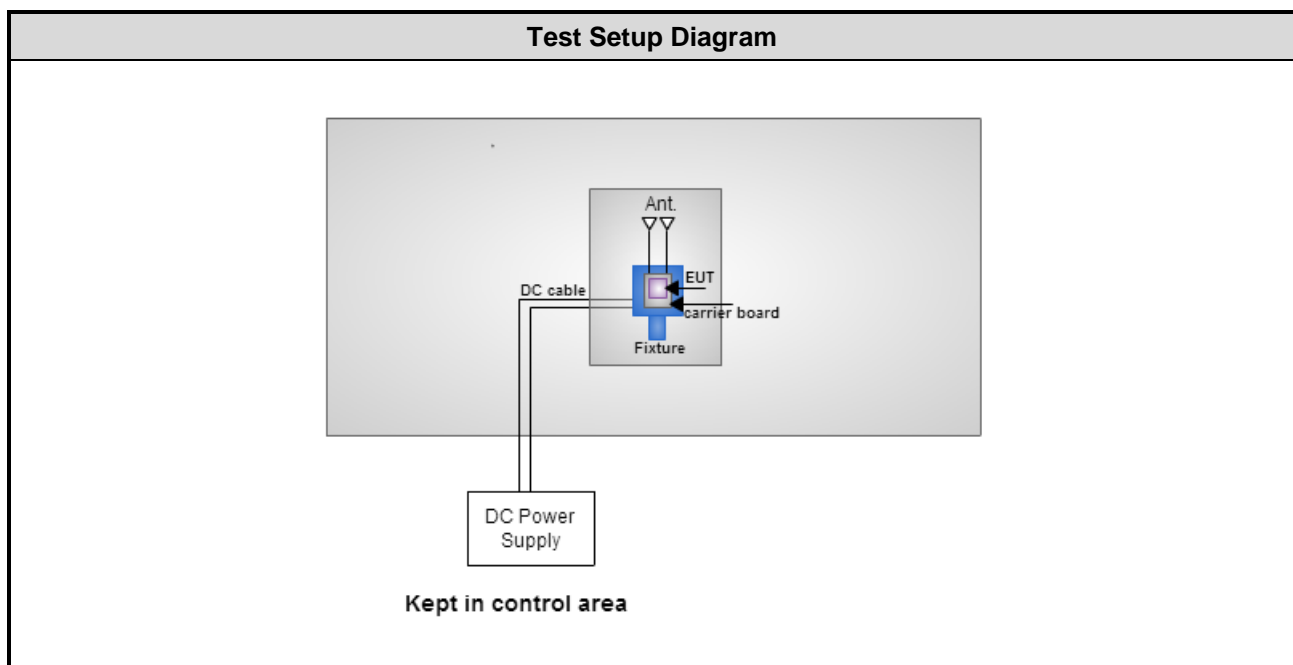 Test Setup Diagram
Ant.
EUT
DC cable
carrier board
Fixture
DC Power
Supply
Kept in control area